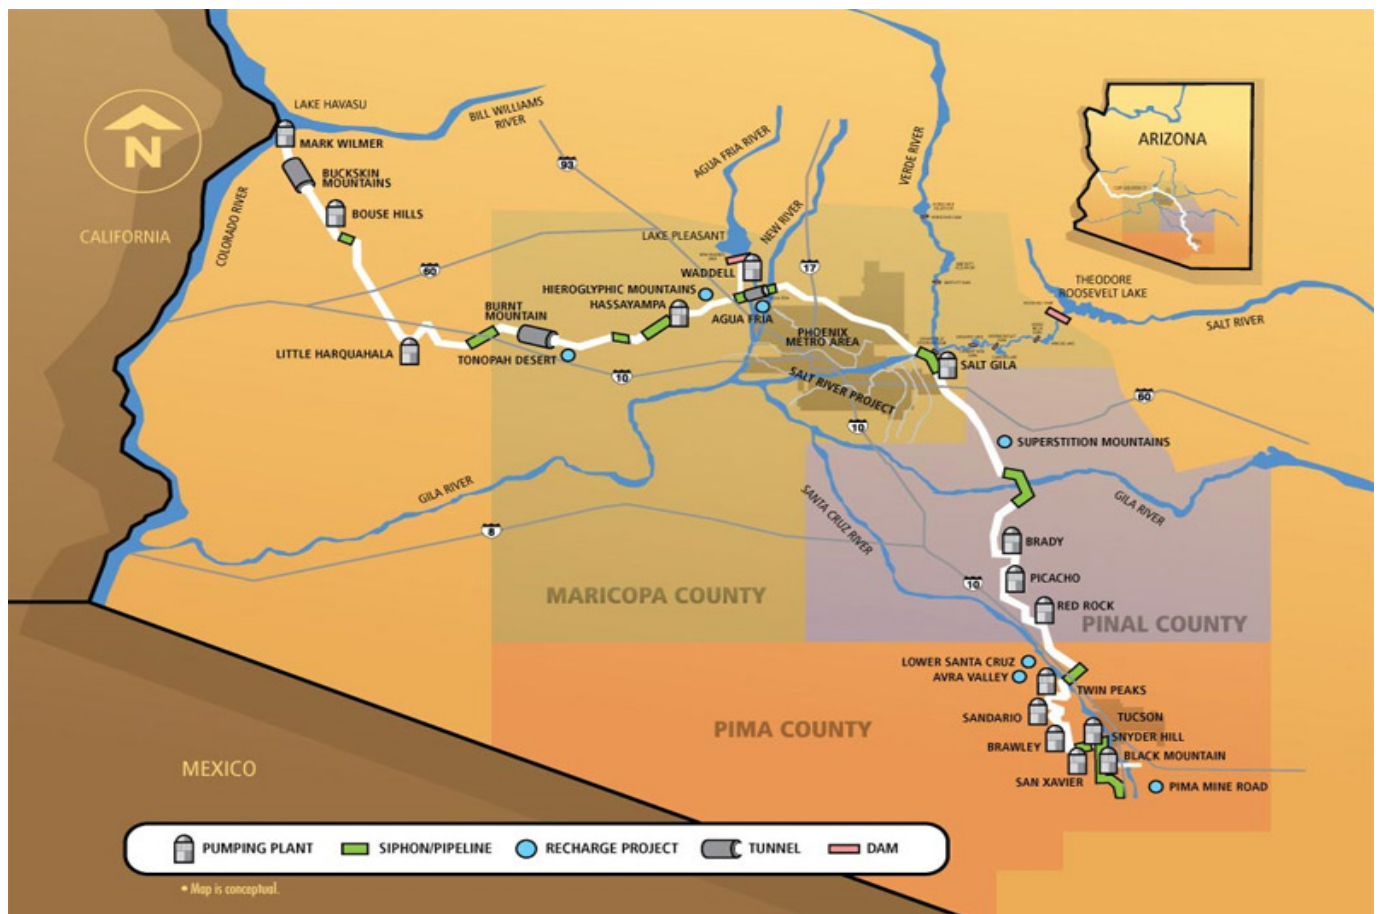 LAKE HAVASU
BILL WILLIAMS
RIVER
MARK WILMER
N
BUCKSKIN
MOUNTAINS
93
AGUA FRIA RIVER
VERDE RIVER
ARIZONA
BOUSE HILLS
COLORADO RIVER
CALIFORNIA
NEW RIVER
LAKE PLEASANT
60
WADDELL
17
THEODORE
ROOSEVELT LAKE
HIEROGLYPHIC MOUNTAINS
HASSAYAMPA
BURNT
MOUNTAIN
AGUA FRIA
SALT RIVER
PHOENIX
METRO AREA
LITTLE HARQUAHALA
TONOPAH DESERT
SALT GILA
10
SALT RIVER PROJECT
60
10
SUPERSTITION MOUNTAINS
GILA RIVER
SANTA CRUZ RIVER
GILA RIVER
8
BRADY
10
PICACHO
MARICOPA COUNTY
RED ROCK
PINAL COUNTY
LOWER SANTA CRUZ
AVRA VALLEY
TWIN PEAKS
SANDARIO
TUCSON
PIMA COUNTY
SNYDER HILL
BRAWLEY
BLACK MOUNTAIN
MEXICO
SAN XAVIER
PIMA MINE ROAD
PUMPING PLANT
SIPHON/PIPELINE
RECHARGE PROJECT
TUNNEL
DAM
• Map is conceptual.